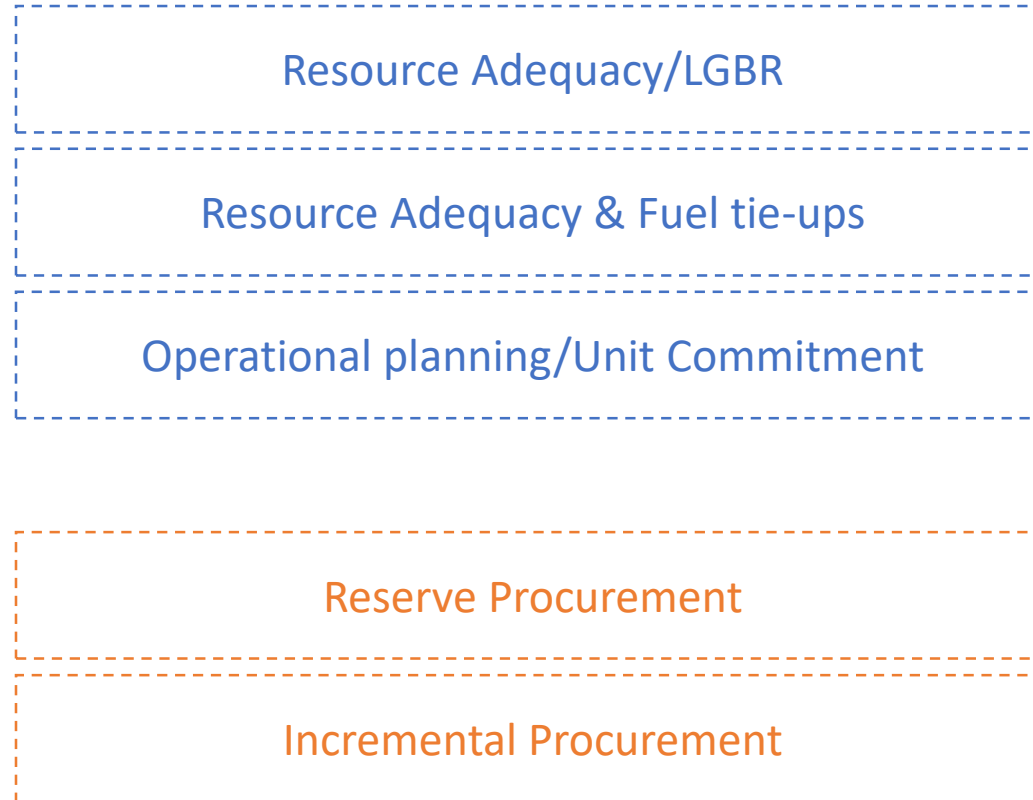 Resource Adequacy/LGBR
Resource Adequacy & Fuel tie-ups
Operational planning/Unit Commitment
Reserve Procurement
Incremental Procurement